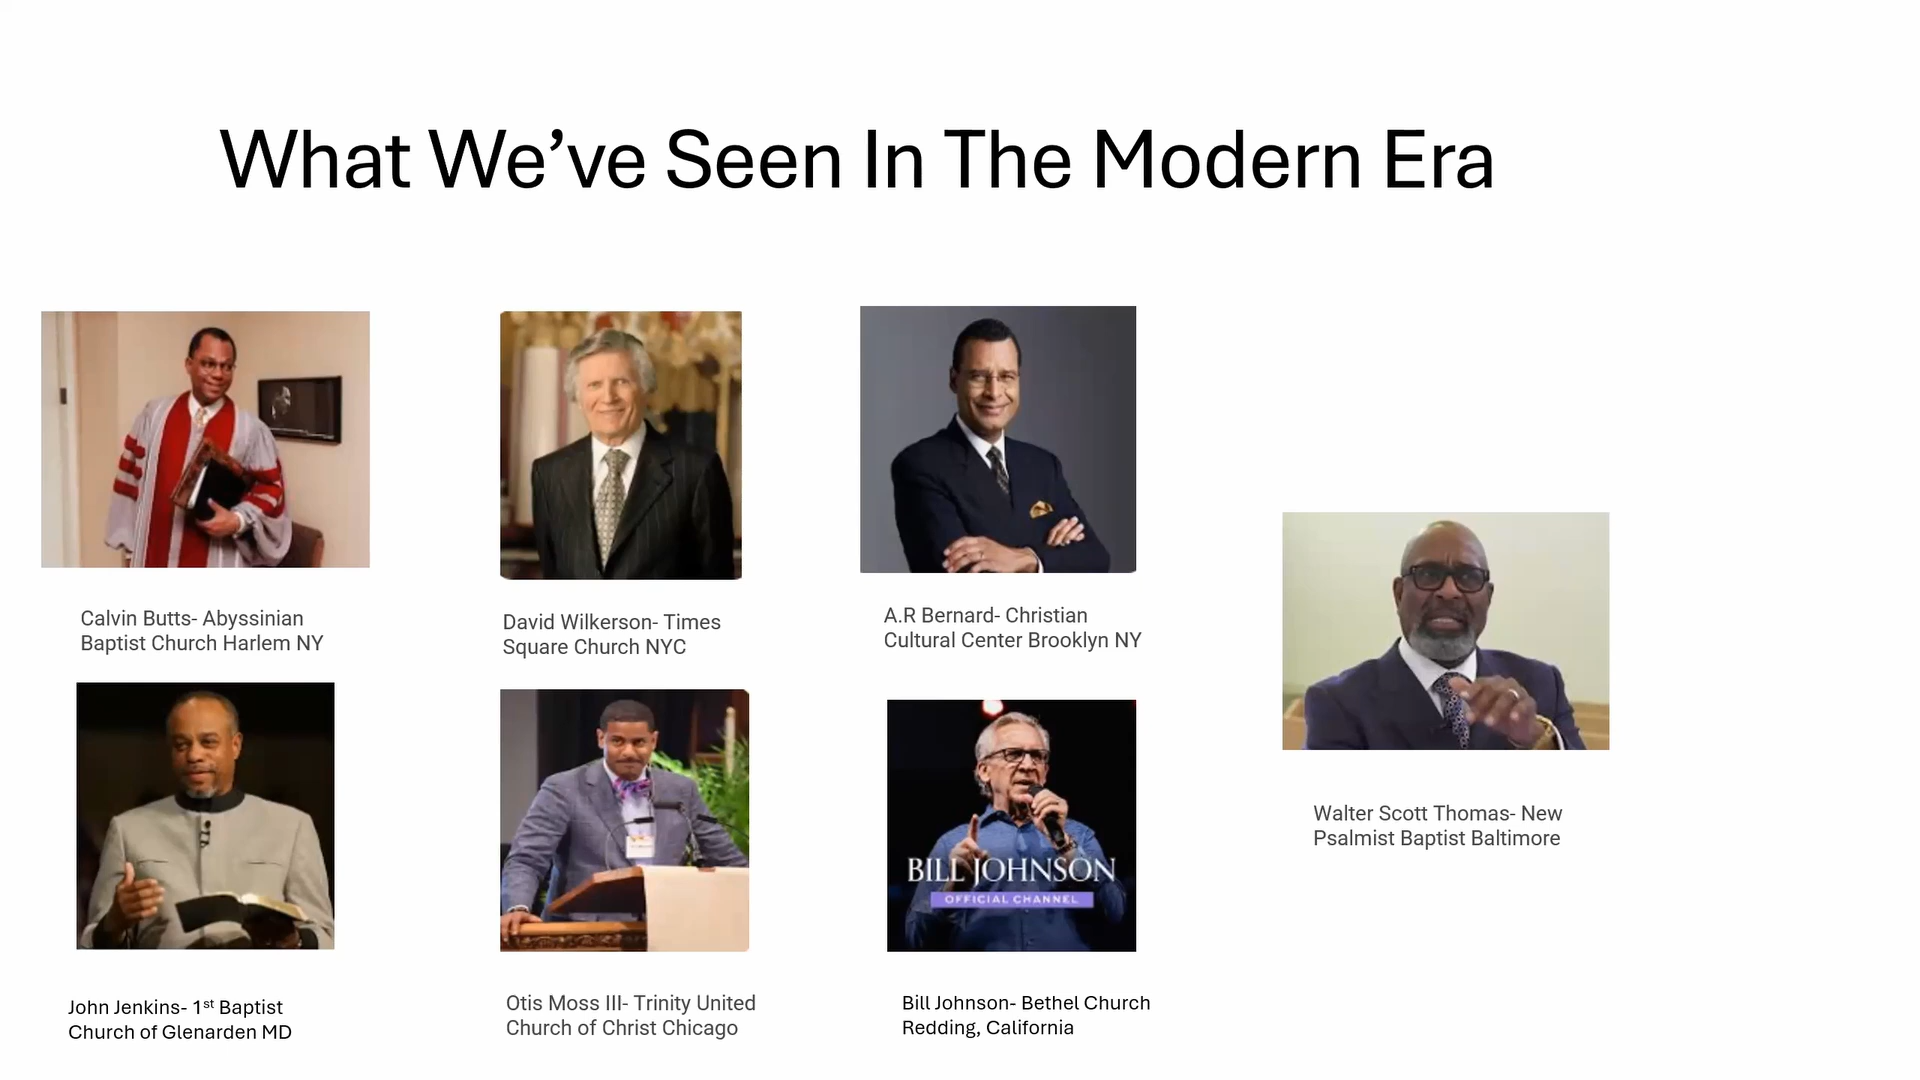 What We’ve Seen In The Modern Era
Calvin Butts- Abyssinian
Baptist Church Harlem NY
David Wilkerson- Times
Square Church NYC
A.R Bernard- Christian
Cultural Center Brooklyn NY
Walter Scott Thomas- New
Psalmist Baptist Baltimore
BILL JOHNSON
OFFICIAL CHANNEL
John Jenkins- 1st Baptist
Church of Glenarden MD
Otis Moss III- Trinity United
Church of Christ Chicago
Bill Johnson- Bethel Church
Redding, California